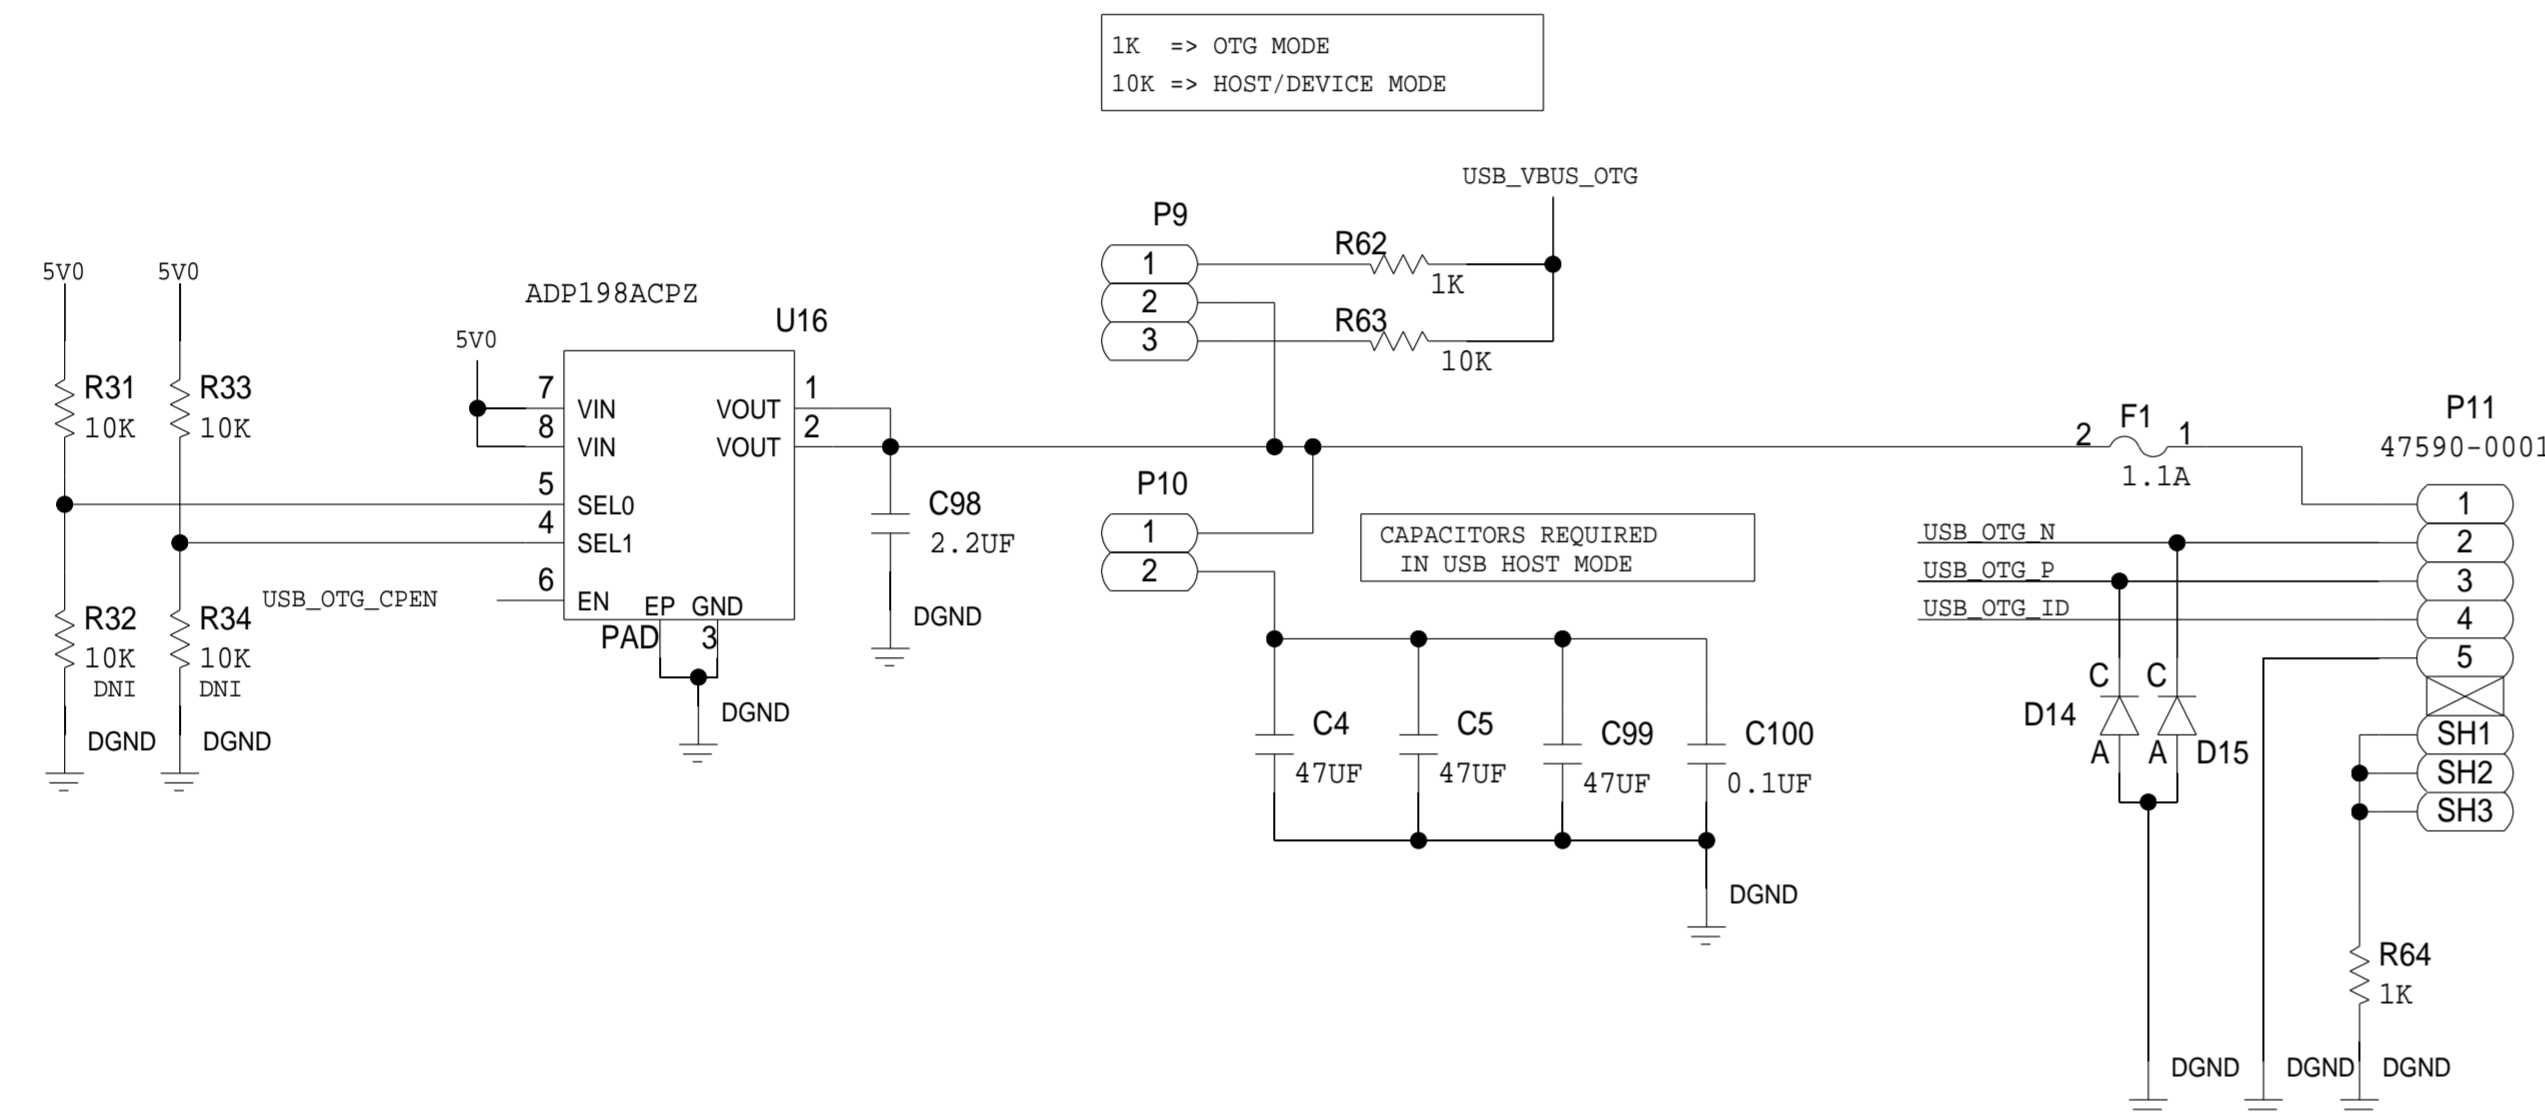 1K => OTG MODE
10K => HOST/DEVICE MODE
USB_VBUS_OTG
P9
1
2
3
R62
1K
R63
10K
5V0
5V0
R31
10K
R33
10K
R32
10K
DNI
R34
10K
DNI
DGND
DGND
ADP198ACPZ
U16
5V0
7
VIN
8
VIN
5
SEL0
4
SEL1
6
EN
USB_OTG_CPEN
VOUT
1
VOUT
2
EP GND
PAD
3
DGND
C98
2.2UF
DGND
P10
1
2
CAPACITORS REQUIRED
IN USB HOST MODE
C4
47UF
C5
47UF
C99
47UF
C100
0.1UF
DGND
2
F1
1
1.1A
P11
47590-0001
USB_OTG_N
USB_OTG_P
USB_OTG_ID
1
2
3
4
5
SH1
SH2
SH3
C
C
D14
A
A
D15
R64
1K
DGND
DGND
DGND